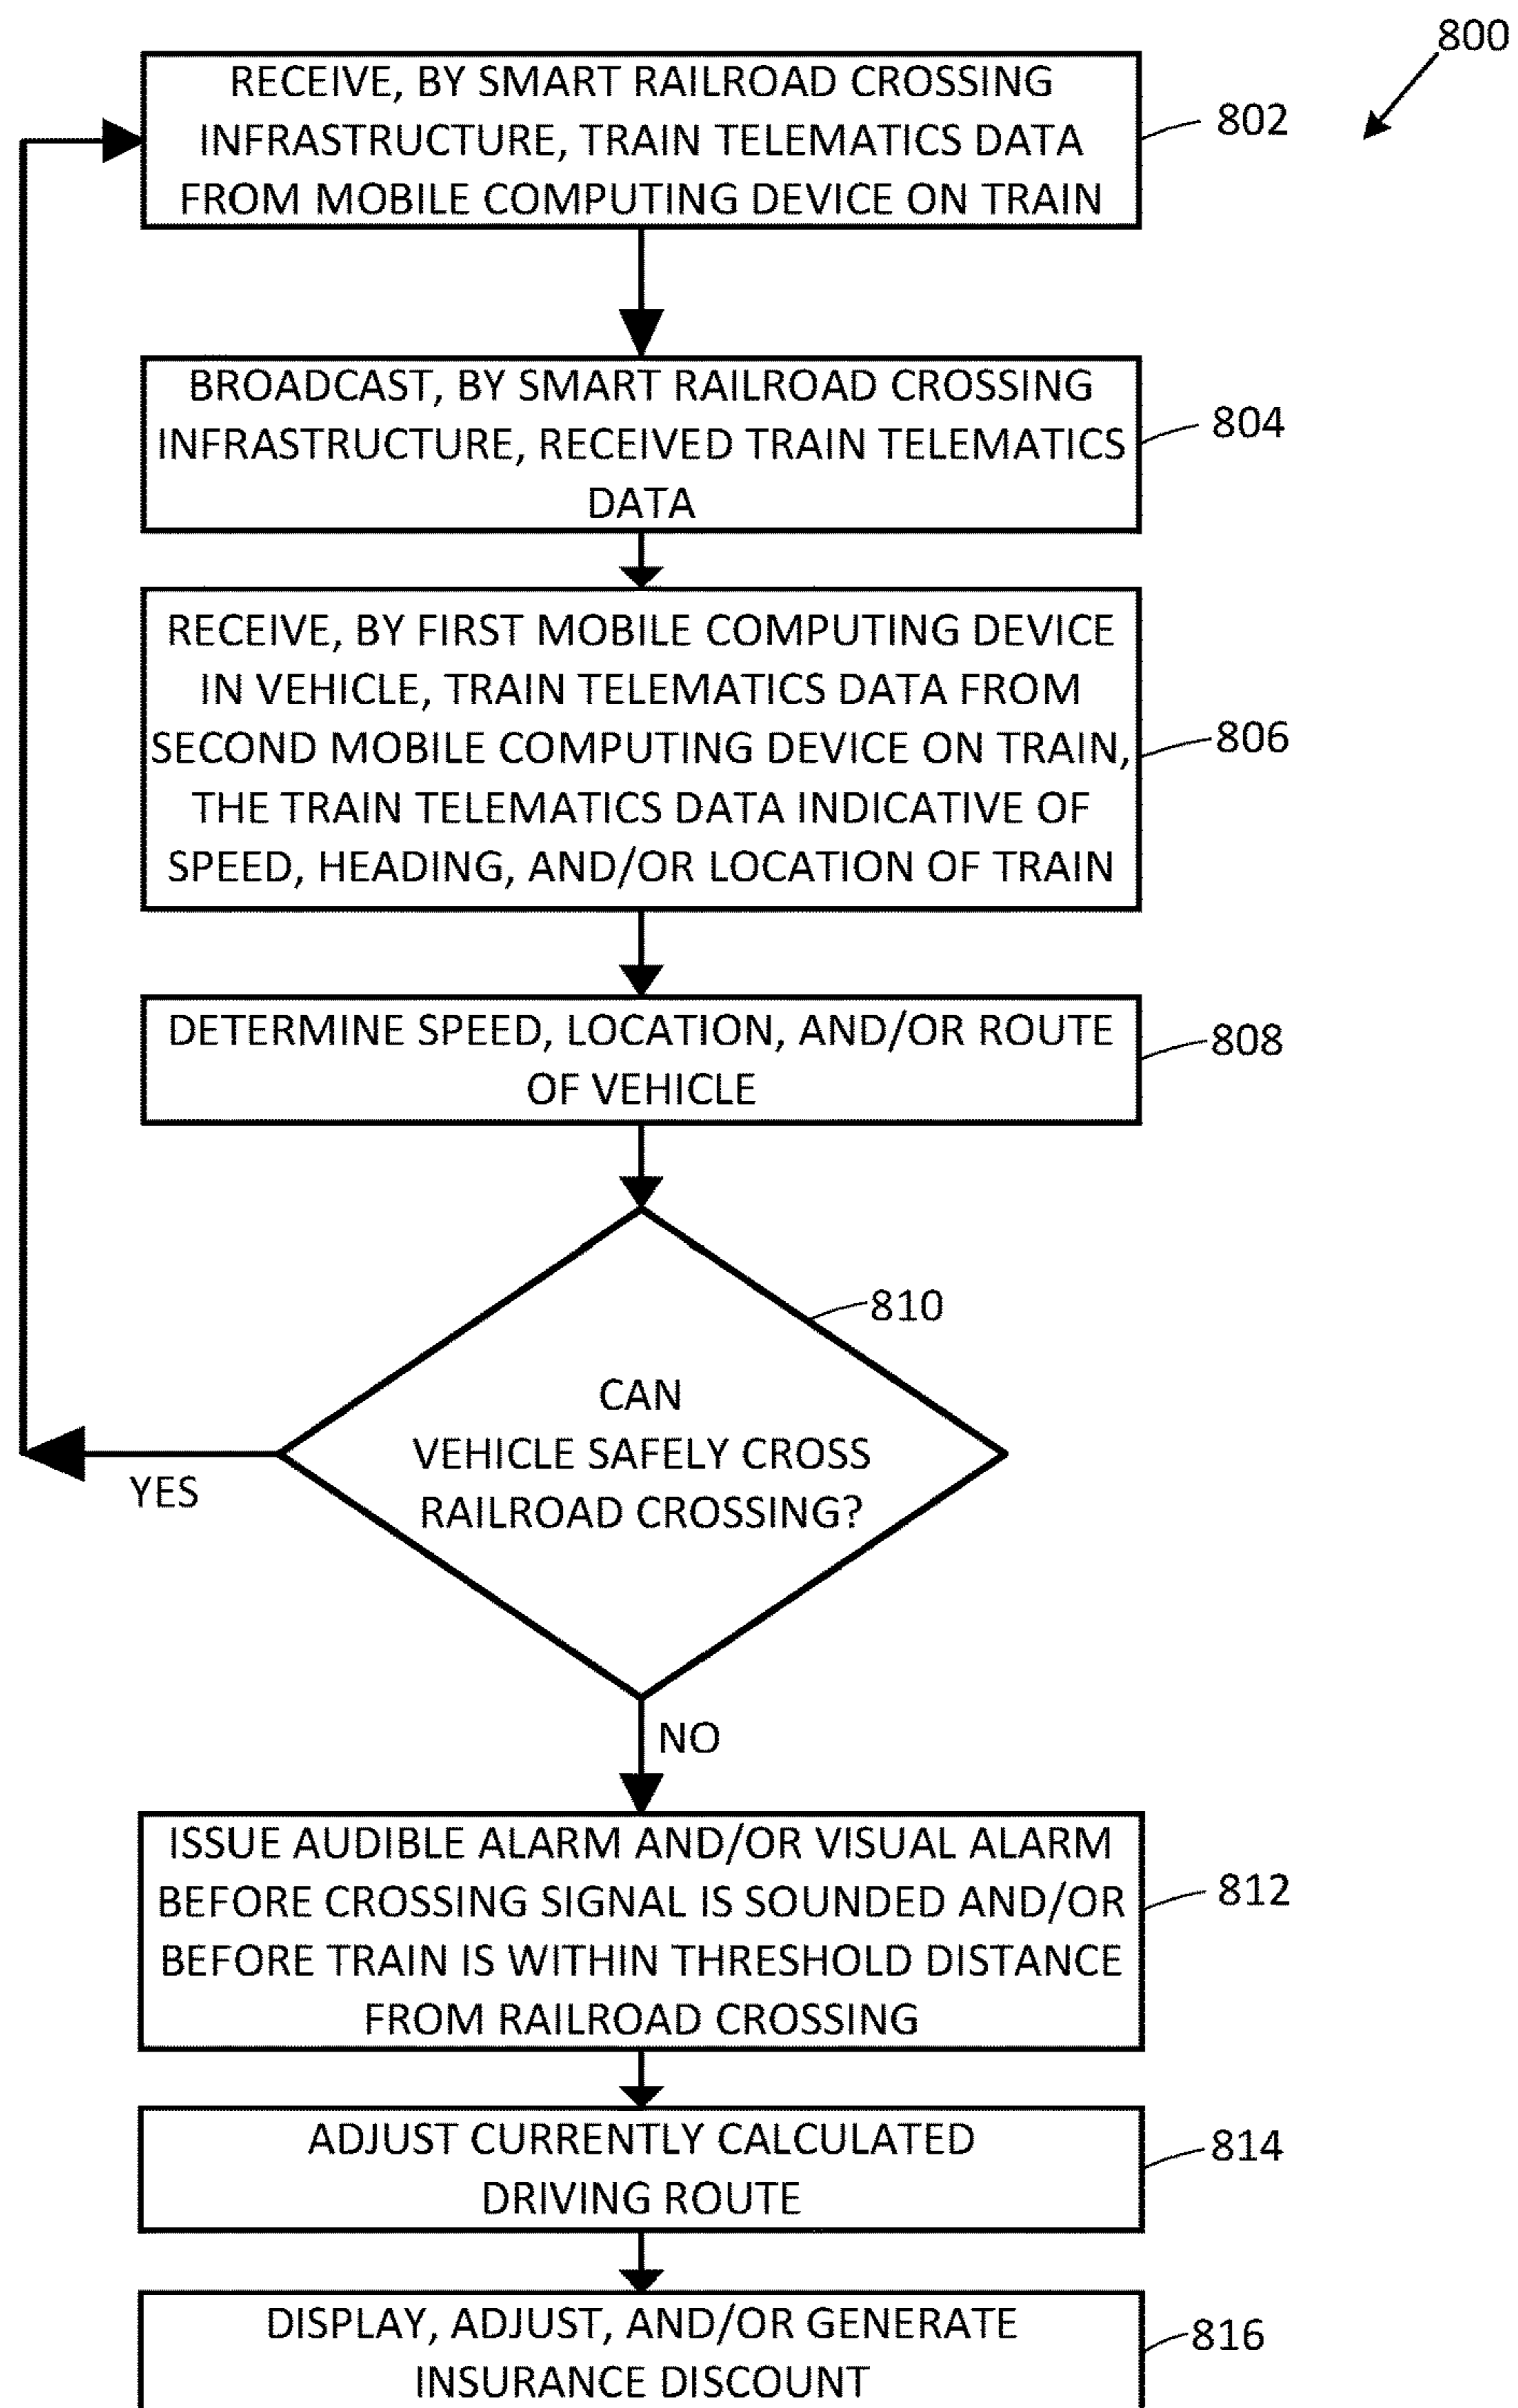 800
RECEIVE, BY SMART RAILROAD CROSSING
INFRASTRUCTURE, TRAIN TELEMATICS DATA
FROM MOBILE COMPUTING DEVICE ON TRAIN
802
BROADCAST, BY SMART RAILROAD CROSSING
INFRASTRUCTURE, RECEIVED TRAIN TELEMATICS
DATA
804
RECEIVE, BY FIRST MOBILE COMPUTING DEVICE
IN VEHICLE, TRAIN TELEMATICS DATA FROM
SECOND MOBILE COMPUTING DEVICE ON TRAIN,
THE TRAIN TELEMATICS DATA INDICATIVE OF
SPEED, HEADING, AND/OR LOCATION OF TRAIN
806
DETERMINE SPEED, LOCATION, AND/OR ROUTE
OF VEHICLE
808
810
CAN
VEHICLE SAFELY CROSS
RAILROAD CROSSING?
YES
NO
ISSUE AUDIBLE ALARM AND/OR VISUAL ALARM
BEFORE CROSSING SIGNAL IS SOUNDED AND/OR
BEFORE TRAIN IS WITHIN THRESHOLD DISTANCE
FROM RAILROAD CROSSING
812
ADJUST CURRENTLY CALCULATED
DRIVING ROUTE
814
DISPLAY, ADJUST, AND/OR GENERATE
INSURANCE DISCOUNT
816